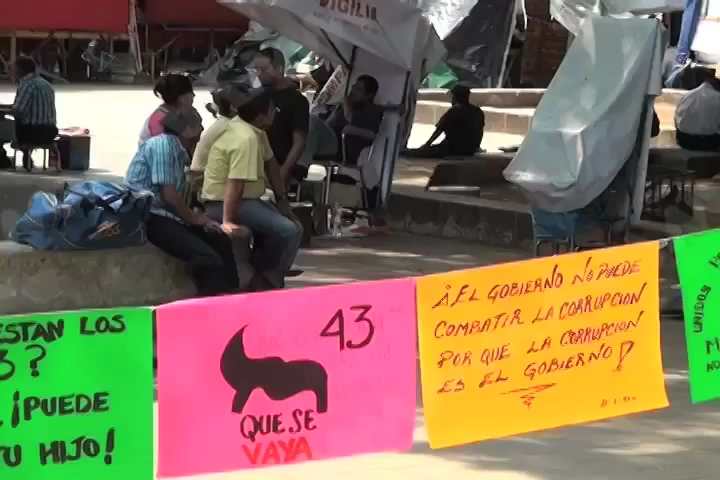 VIGILIA
ESTAN LOS
3?
¡PUEDE
TU HIJO!
43
QUE SE
VAYA
¡EL GOBIERNO NO PUEDE
COMBATIR LA CORRUPCION
POR QUE LA CORRUPCION
ES EL GOBIERNO!
UNIDOS
NO